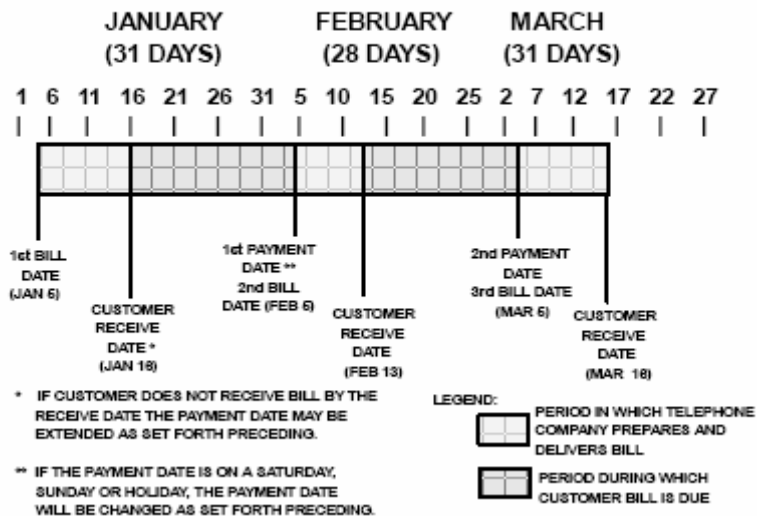 JANUARY FEBRUARY MARCH
(31 DAYS) (28 DAYS) (31 DAYS)
1 6 11 16 21 26 31 5 10 15 20 25 2 7 12 17 22 27
1st BILL
DATE
(JAN 5)
CUSTOMER
RECEIVE
DATE *
(JAN 16)
1st PAYMENT
DATE **
2nd BILL
DATE (FEB 5)
CUSTOMER
RECEIVE
DATE
(FEB 13)
2nd PAYMENT
DATE
3rd BILL DATE
(MAR 5)
CUSTOMER
RECEIVE
DATE
(MAR 16)
* IF CUSTOMER DOES NOT RECEIVE BILL BY THE
RECEIVE DATE THE PAYMENT DATE MAY BE
EXTENDED AS SET FORTH PRECEDING.
** IF THE PAYMENT DATE IS ON A SATURDAY,
SUNDAY OR HOLIDAY, THE PAYMENT DATE
WILL BE CHANGED AS SET FORTH PRECEDING.
LEGEND:
PERIOD IN WHICH TELEPHONE
COMPANY PREPARES AND
DELIVERS BILL
PERIOD DURING WHICH
CUSTOMER BILL IS DUE